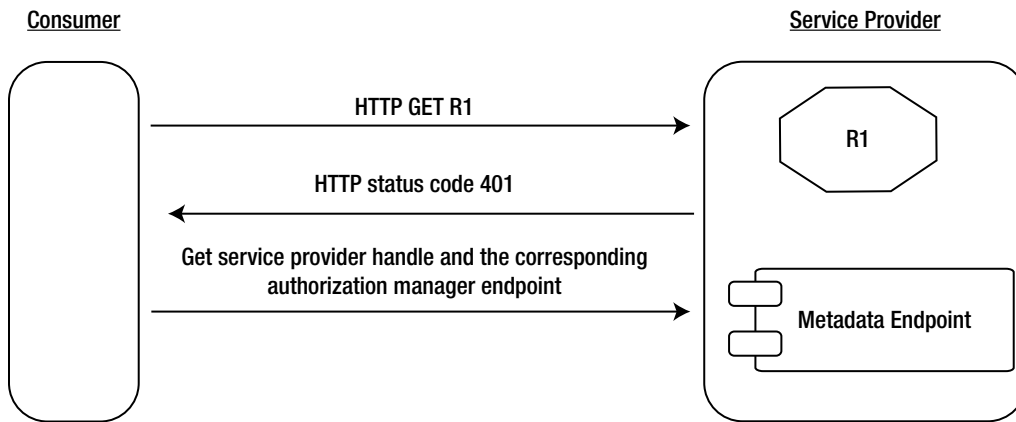 Consumer
Service Provider
HTTP GET R1
R1
HTTP status code 401
Get service provider handle and the corresponding
authorization manager endpoint
Metadata Endpoint